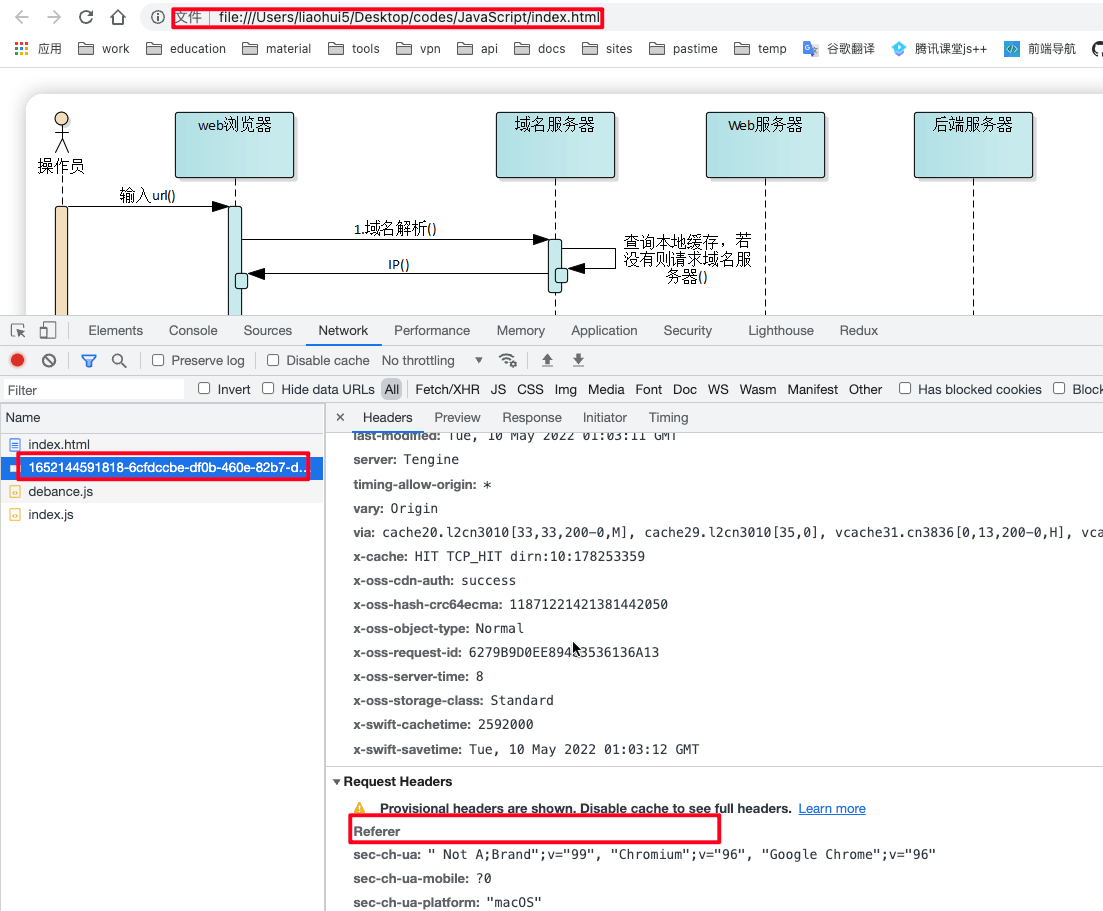 文件 file:///Users/liaohui5/Desktop/codes/JavaScript/index.html
应用 work education material tools vpn api docs sites pastime temp 谷歌翻译 腾讯课堂js++ 前端导航
web浏览器 域名服务器 Web服务器 后端服务器
操作员
输入url()
1.域名解析()
查询本地缓存，若
没有则请求域名服
务器()
IP()
Elements Console Sources Network Performance Memory Application Security Lighthouse Redux
Preserve log Disable cache No throttling
Filter Invert Hide data URLs All Fetch/XHR JS CSS Img Media Font Doc WS Wasm Manifest Other Has blocked cookies Block
Name × Headers Preview Response Initiator Timing
index.html
1652144591818-6cfdccbe-df0b-460e-82b7-d...
debance.js
index.js
last-modified: Tue, 10 May 2022 01:03:11 GMT
server: Tengine
timing-allow-origin: *
vary: Origin
via: cache20.l2cn3010[33,33,200-0,M], cache29.l2cn3010[35,0], vcache31.cn3836[0,13,200-0,H], vca
x-cache: HIT TCP_HIT dirn:10:178253359
x-oss-cdn-auth: success
x-oss-hash-crc64ecma: 11871221421381442050
x-oss-object-type: Normal
x-oss-request-id:
x-oss-server-time: 8
x-oss-storage-class: Standard
x-swift-cachetime: 2592000
x-swift-savetime: Tue, 10 May 2022 01:03:12 GMT
Request Headers
Provisional headers are shown. Disable cache to see full headers. Learn more
Referer
sec-ch-ua: " Not A;Brand";v="99", "Chromium";v="96", "Google Chrome";v="96"
sec-ch-ua-mobile: ?0
sec-ch-ua-platform: "macOS"